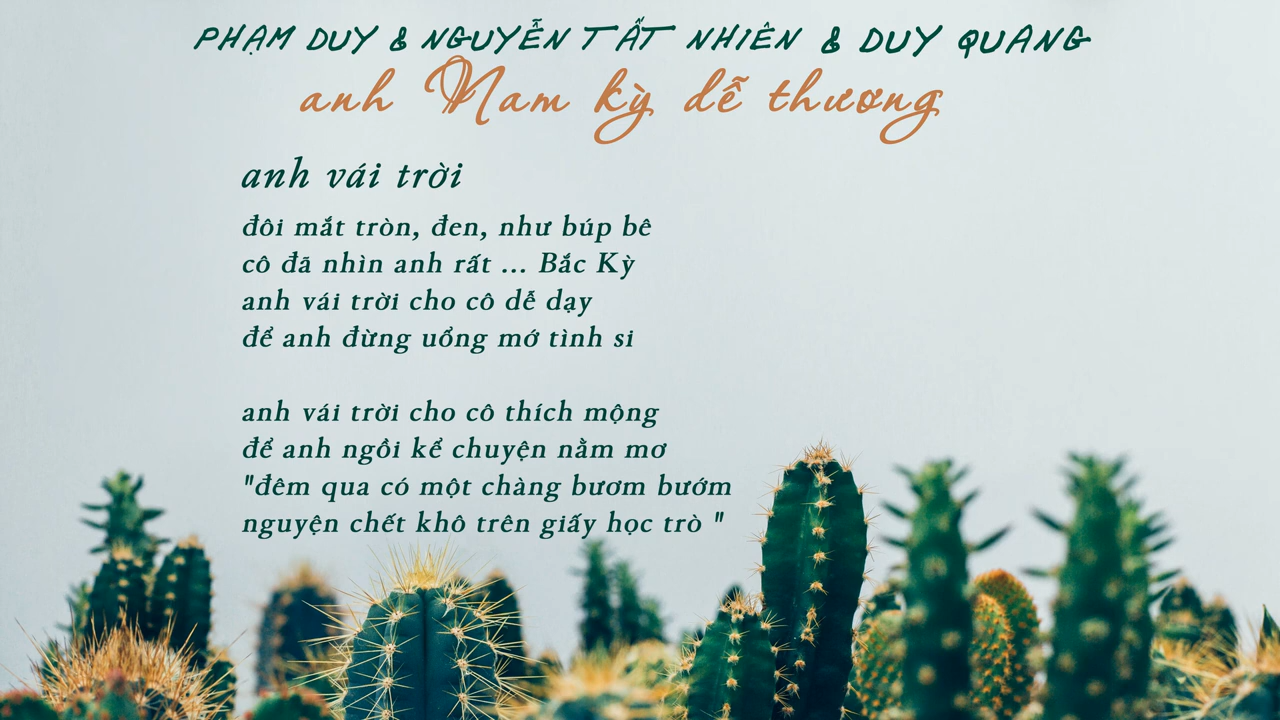 PHẠM DUY & NGUYỄN TẤT NHIÊN & DUY QUANG
anh Nam kỳ dễ thương
anh vái trời
đôi mắt tròn, đen, như búp bê
cô đã nhìn anh rất ... Bắc Kỳ
anh vái trời cho cô dễ dạy
để anh đừng uổng mớ tình si
anh vái trời cho cô thích mộng
để anh ngồi kể chuyện nằm mơ
"đêm qua có một chàng bươm bướm
nguyện chết khô trên giấy học trò "